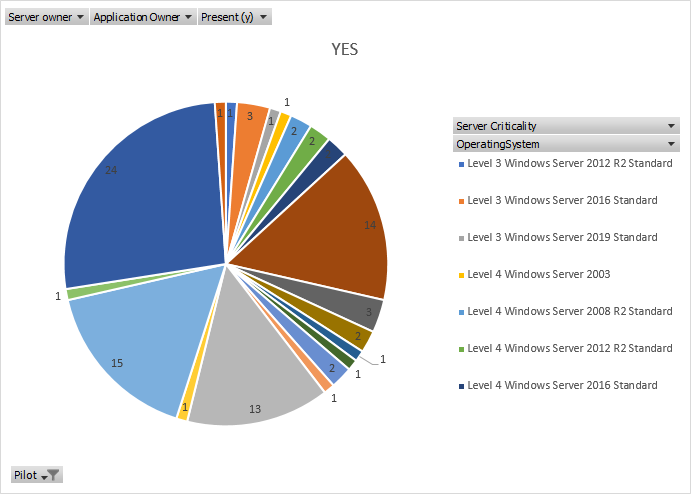 Server owner
Application Owner
Present (y)
YES
1
1
3
1
1
2
2
14
3
2
1
1
2
1
13
1
15
1
24
Server Criticality
OperatingSystem
Level 3 Windows Server 2012 R2 Standard
Level 3 Windows Server 2016 Standard
Level 3 Windows Server 2019 Standard
Level 4 Windows Server 2003
Level 4 Windows Server 2008 R2 Standard
Level 4 Windows Server 2012 R2 Standard
Level 4 Windows Server 2016 Standard
Pilot